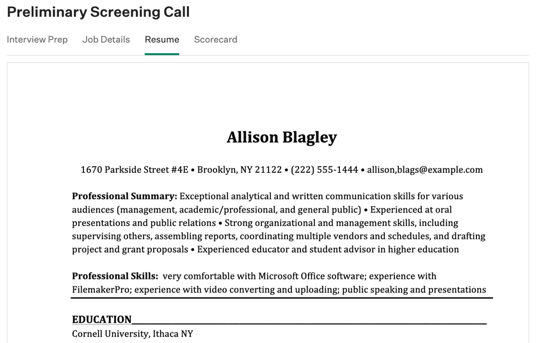 Preliminary Screening Call
Interview Prep Job Details Resume Scorecard
Allison Blagley
1670 Parkside Street #4E • Brooklyn, NY 21122 • (222) 555-1444 • allison,blags@example.com
Professional Summary: Exceptional analytical and written communication skills for various
audiences (management, academic/professional, and general public) • Experienced at oral
presentations and public relations • Strong organizational and management skills, including
supervising others, assembling reports, coordinating multiple vendors and schedules, and drafting
project and grant proposals • Experienced educator and student advisor in higher education
Professional Skills: very comfortable with Microsoft Office software; experience with
FilemakerPro; experience with video converting and uploading; public speaking and presentations
EDUCATION
Cornell University, Ithaca NY